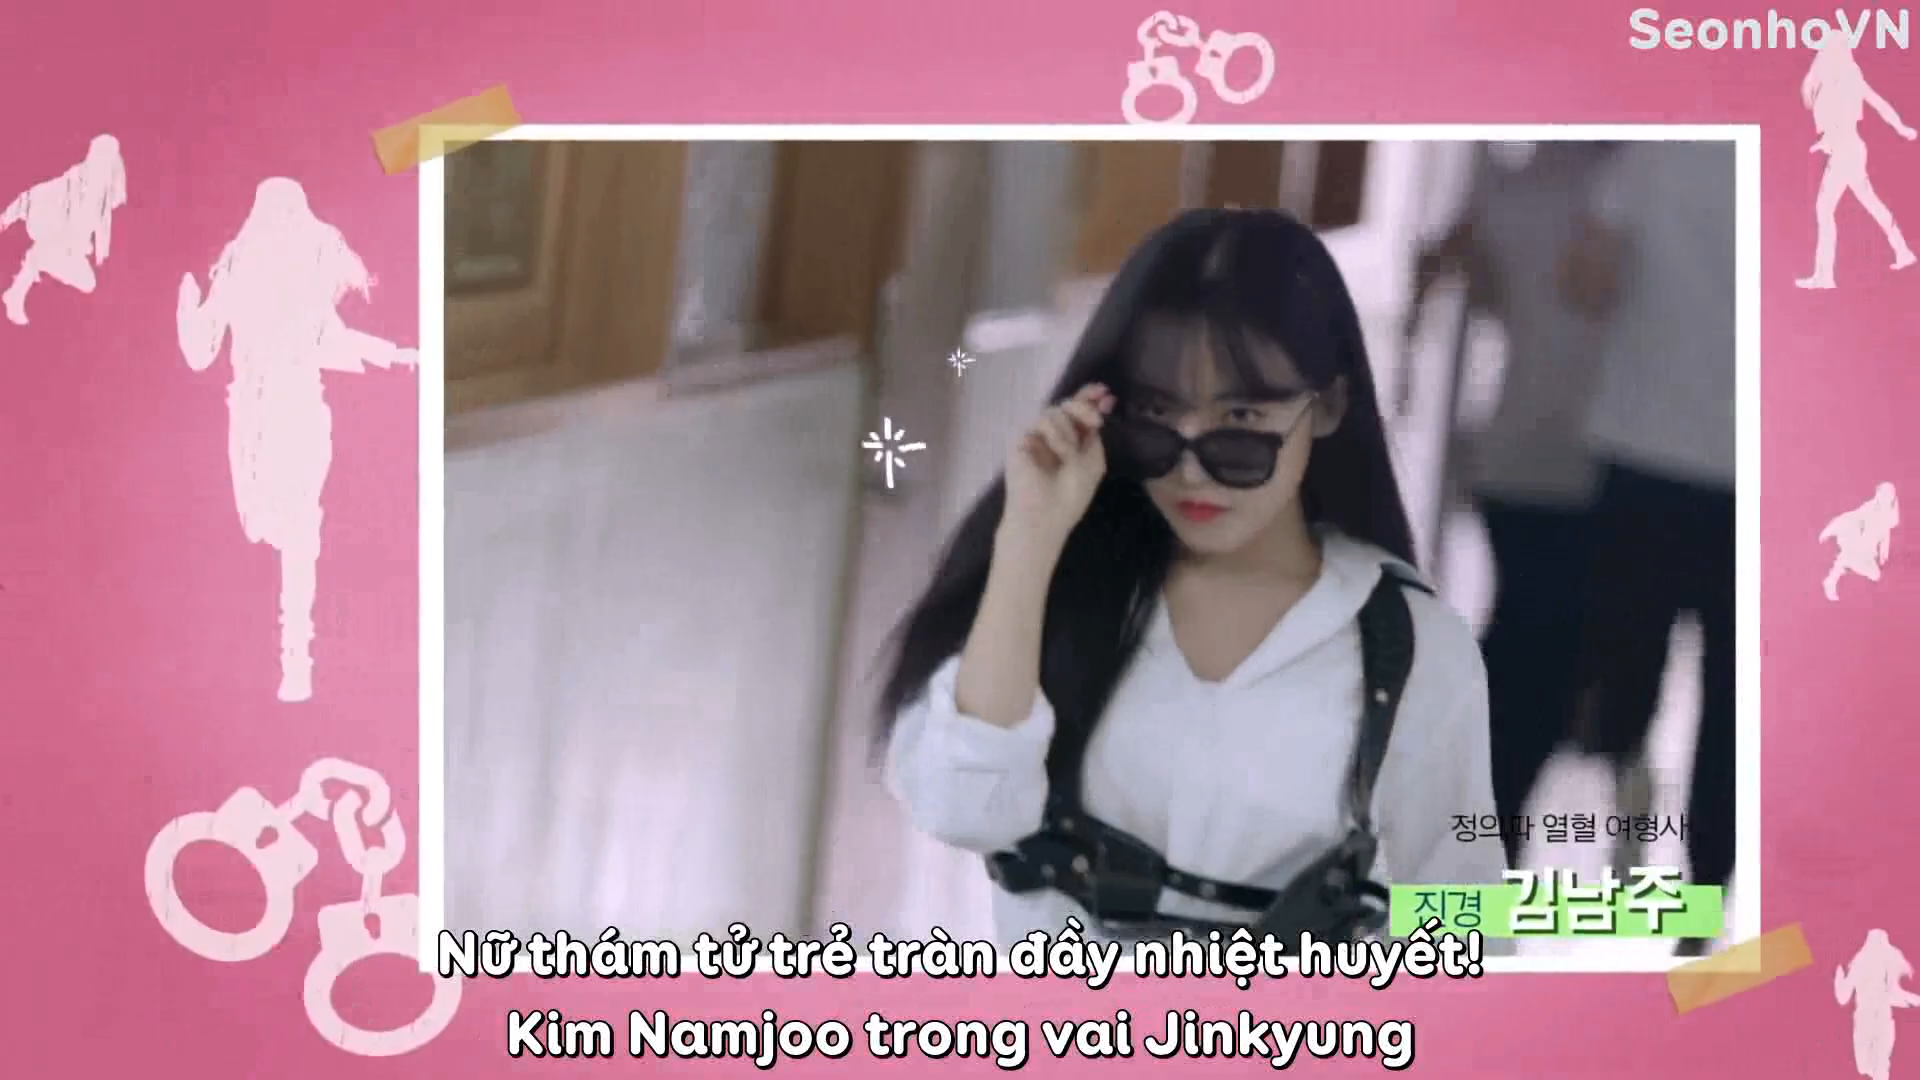 SeonhoVN
정의파 열혈 여형사
진경 김남주
Nữ thám tử trẻ tràn đầy nhiệt huyết!
Kim Namjoo trong vai Jinkyung